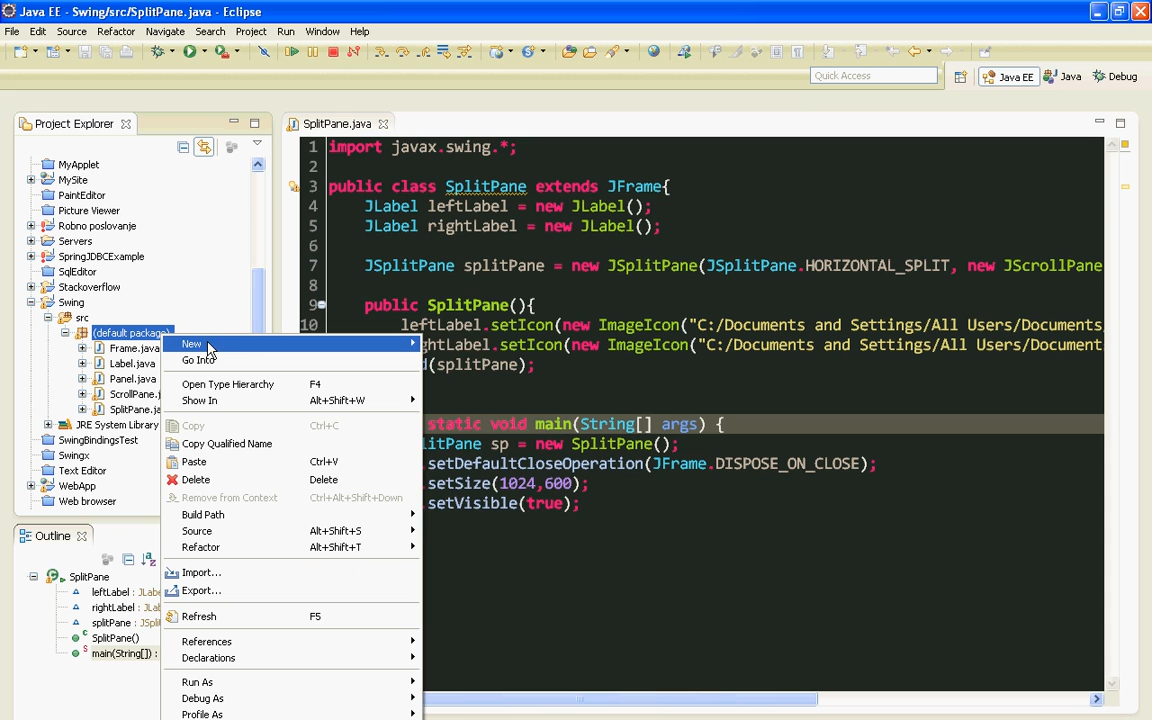 Java EE - Swing/src/SplitPane.java - Eclipse
File Edit Source Refactor Navigate Search Project Run Window Help
Quick Access
Java EE
Java
Debug
Project Explorer
MyApplet
MySite
PaintEditor
Picture Viewer
Robno poslovanje
Servers
SpringJDBCExample
SqlEditor
Stackoverflow
Swing
src
(default package)
Frame.java
Label.java
Panel.java
ScrollPane.j
SplitPane.ja
JRE System Library
SwingBindingsTest
Swingx
Text Editor
WebApp
Web browser
Outline
SplitPane
leftLabel : JLabe
rightLabel : JLab
splitPane : JSpli
SplitPane()
main(String[]) :
New
Go Into
Open Type Hierarchy F4
Show In Alt+Shift+W
Copy Ctrl+C
Copy Qualified Name
Paste Ctrl+V
Delete Delete
Remove from Context Ctrl+Alt+Shift+Down
Build Path
Source Alt+Shift+S
Refactor Alt+Shift+T
Import...
Export...
Refresh F5
References
Declarations
Run As
Debug As
Profile As
SplitPane.java
1 import javax.swing.*;
2
3 public class SplitPane extends JFrame{
4 JLabel leftLabel = new JLabel();
5 JLabel rightLabel = new JLabel();
6
7 JSplitPane splitPane = new JSplitPane(JSplitPane.HORIZONTAL_SPLIT, new JScrollPane
8
9 public SplitPane(){
10 leftLabel.setIcon(new ImageIcon("C:/Documents and Settings/All Users/Documents
ghtLabel.setIcon(new ImageIcon("C:/Documents and Settings/All Users/Document
d(splitPane);
static void main(String[] args) {
litPane sp = new SplitPane();
.setDefaultCloseOperation(JFrame.DISPOSE_ON_CLOSE);
.setSize(1024,600);
.setVisible(true);